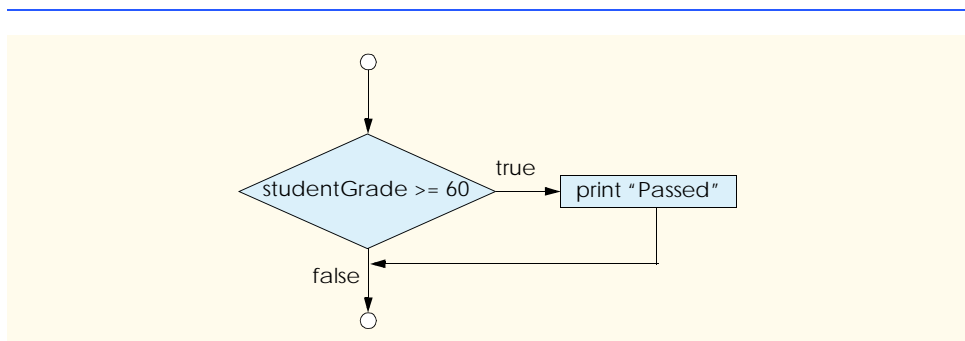 true
studentGrade >= 60
print “Passed”
false